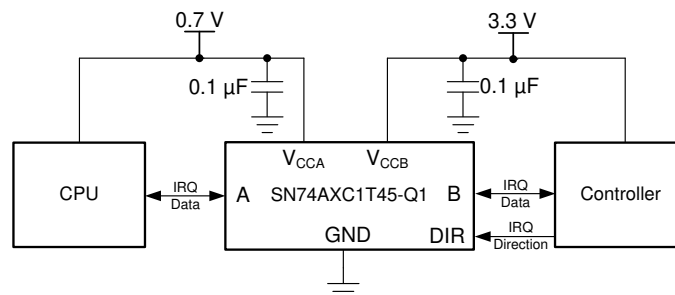 0.7 V
3.3 V
0.1 µF
0.1 µF
VCCA
VCCB
CPU
IRQ
Data
A
SN74AXC1T45-Q1
B
IRQ
Data
Controller
GND
DIR
IRQ
Direction